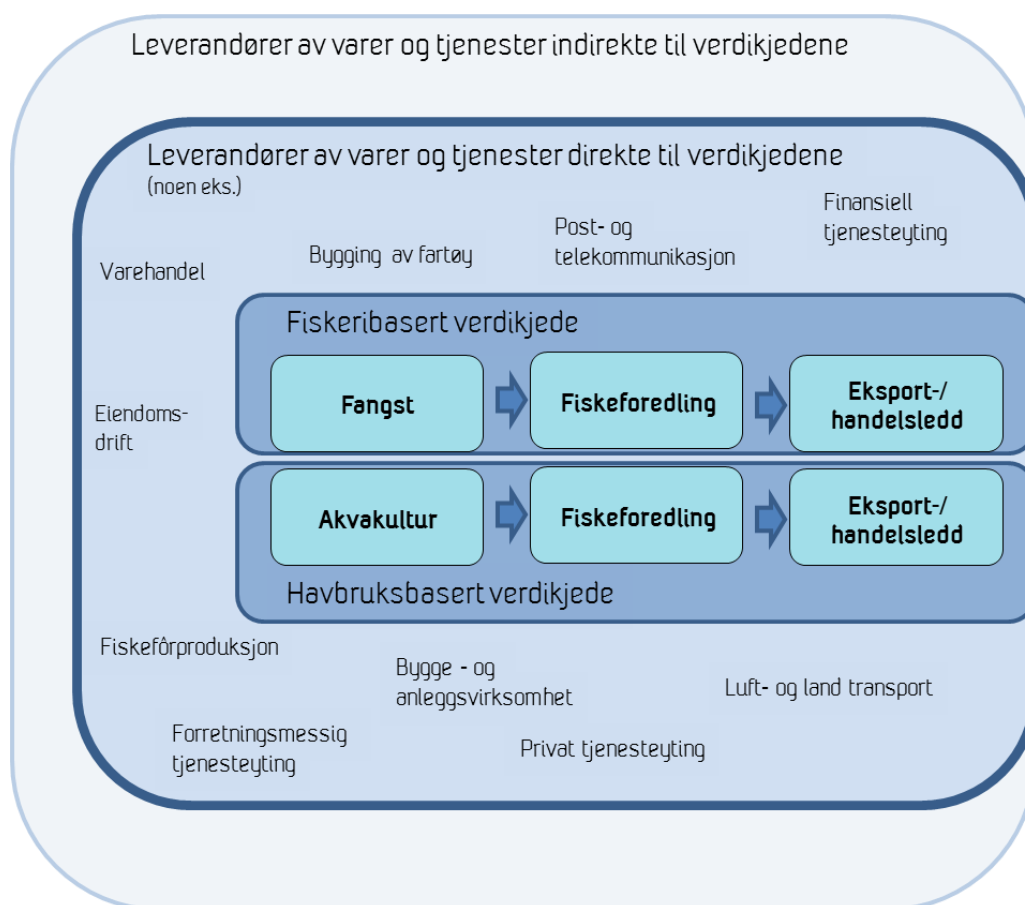 Leverandører av varer og tjenester indirekte til verdikjedene
Leverandører av varer og tjenester direkte til verdikjedene
(noen eks.)
Finansiell
tjenesteyting
Post- og
telekommunikasjon
Bygging av fartøy
Varehandel
Fiskeribasert verdikjede
Fangst
Fiskeforedling
Eksport-/
handelsledd
Eiendoms-
drift
Akvakultur
Fiskeforedling
Eksport-/
handelsledd
Havbruksbasert verdikjede
Fiskefôrproduksjon
Bygge - og
anleggsvirksomhet
Luft- og land transport
Forretningsmessig
tjenesteyting
Privat tjenesteyting